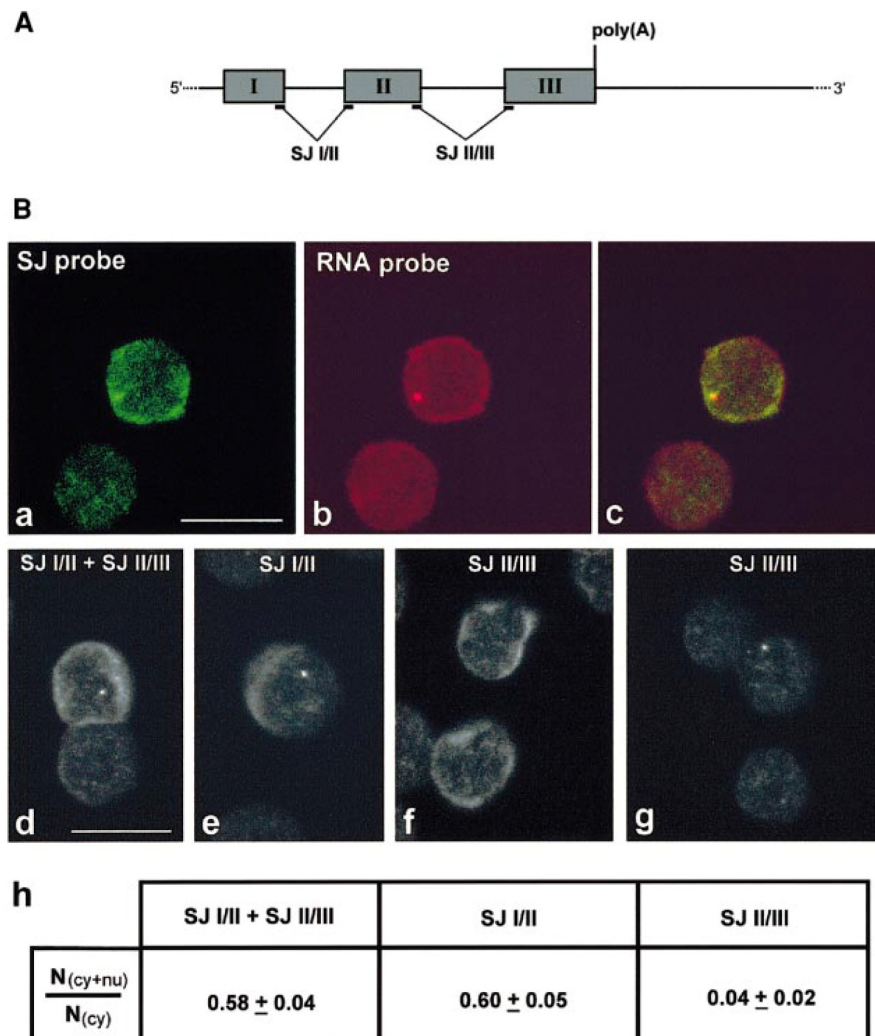 A
poly(A)
5' I II III 3'
SJ I/II SJ II/III
B
SJ probe RNA probe
a b c
SJ I/II + SJ II/III SJ I/II SJ II/III SJ II/III
d e f g
h
SJ I/II + SJ II/III SJ I/II SJ II/III
N(cy+nu)
N(cy)
0.58 ± 0.04 0.60 ± 0.05 0.04 ± 0.02